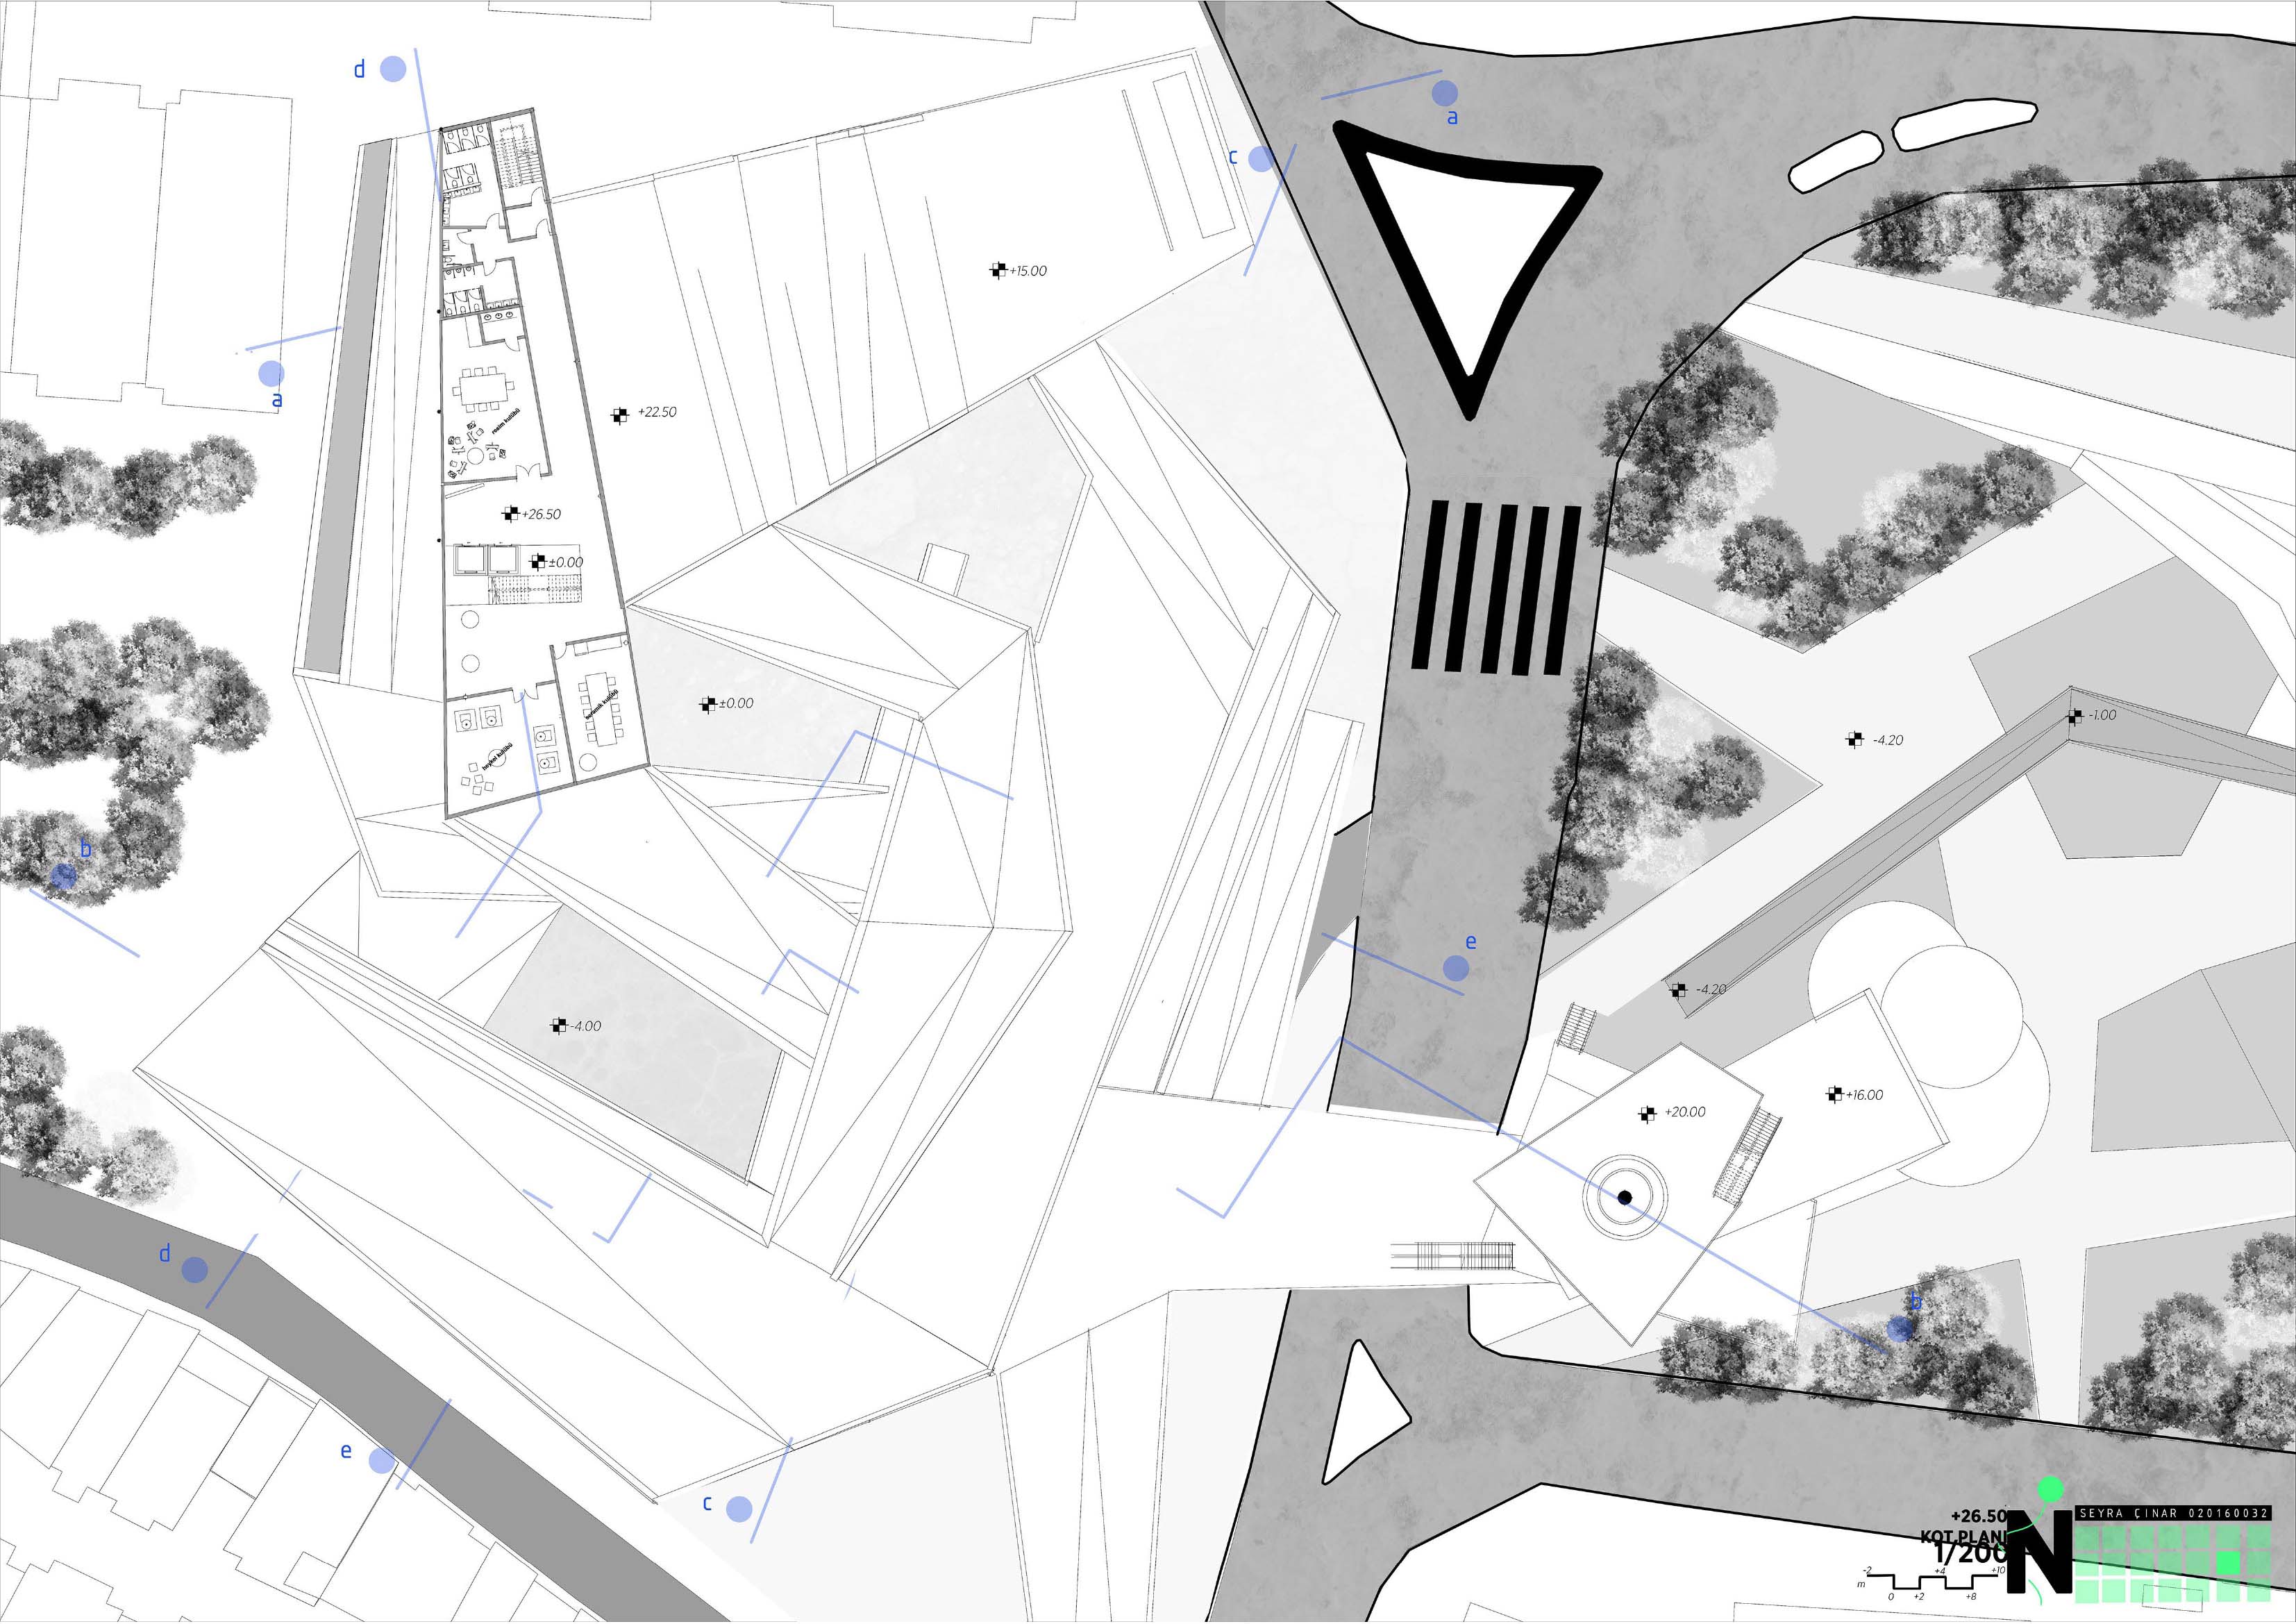 d
a
c
+15.00
a
+22.50
resim kulübü
+26.50
±0.00
±0.00
seramik kulübü
heykel kulübü
-1.00
-4.20
b
e
-4.20
-4.00
+16.00
+20.00
d
b
e
c
+26.50
KOT PLANI
1/200
N
SEYRA ÇINAR 020160032
-2 +4 +10
m
0 +2 +8